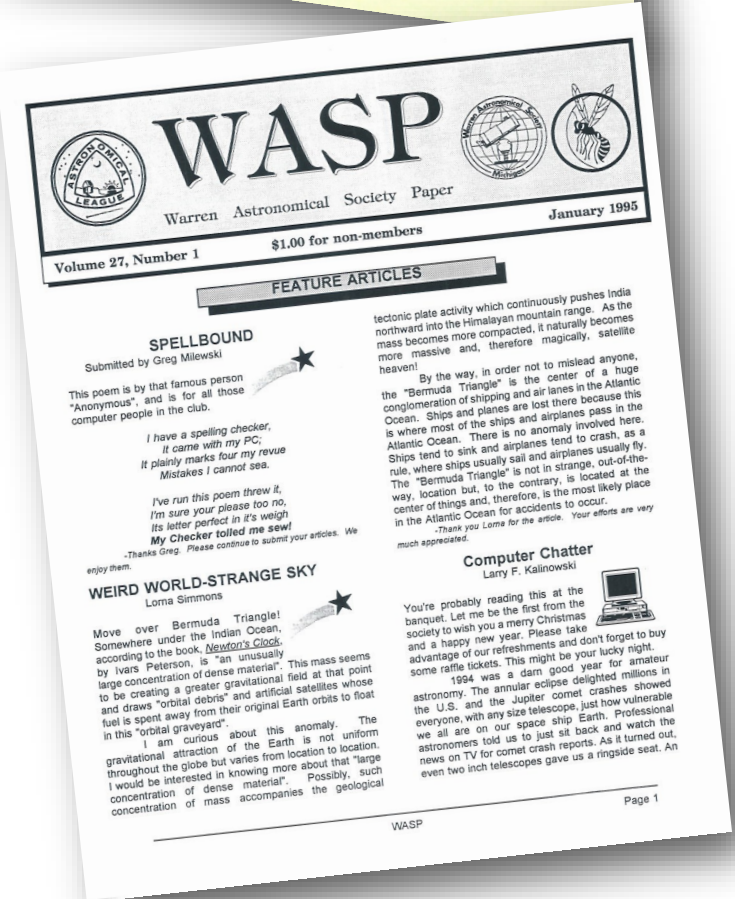 ASTRONOMICAL
LEAGUE
WASP
Warren Astronomical Society
Michigan
Warren Astronomical Society Paper
Volume 27, Number 1
$1.00 for non-members
January 1995
FEATURE ARTICLES
SPELLBOUND
Submitted by Greg Milewski
This poem is by that famous person
"Anonymous", and is for all those
computer people in the club.
I have a spelling checker,
It came with my PC;
It plainly marks four my revue
Mistakes I cannot sea.
I've run this poem threw it,
I'm sure your please too no,
Its letter perfect in it's weigh
My Checker tolled me sew!
-Thanks Greg. Please continue to submit your articles. We
enjoy them.
WEIRD WORLD-STRANGE SKY
Lorna Simmons
Move over Bermuda Triangle!
Somewhere under the Indian Ocean,
according to the book, Newton's Clock,
by Ivars Peterson, is "an unusually
large concentration of dense material". This mass seems
to be creating a greater gravitational field at that point
and draws "orbital debris" and artificial satellites whose
fuel is spent away from their original Earth orbits to float
in this "orbital graveyard".
I am curious about this anomaly. The
gravitational attraction of the Earth is not uniform
throughout the globe but varies from location to location.
I would be interested in knowing more about that "large
concentration of dense material". Possibly, such
concentration of mass accompanies the geological
tectonic plate activity which continuously pushes India
northward into the Himalayan mountain range. As the
mass becomes more compacted, it naturally becomes
more massive and, therefore magically, satellite
heaven!
By the way, in order not to mislead anyone,
the "Bermuda Triangle" is the center of a huge
conglomeration of shipping and air lanes in the Atlantic
Ocean. Ships and planes are lost there because this
is where most of the ships and airplanes pass in the
Atlantic Ocean. There is no anomaly involved here.
Ships tend to sink and airplanes tend to crash, as a
rule, where ships usually sail and airplanes usually fly.
The "Bermuda Triangle" is not in strange, out-of-the-
way, location but, to the contrary, is located at the
center of things and, therefore, is the most likely place
in the Atlantic Ocean for accidents to occur.
-Thank you Lorna for the article. Your efforts are very
much appreciated.
Computer Chatter
Larry F. Kalinowski
You're probably reading this at the
banquet. Let me be the first from the
society to wish you a merry Christmas
and a happy new year. Please take
advantage of our refreshments and don't forget to buy
some raffle tickets. This might be your lucky night.
1994 was a darn good year for amateur
astronomy. The annular eclipse delighted millions in
the U.S. and the Jupiter comet crashes showed
everyone, with any size telescope, just how vulnerable
we all are on our space ship Earth. Professional
astronomers told us to just sit back and watch the
news on TV for comet crash reports. As it turned out,
even two inch telescopes gave us a ringside seat. An
WASP
Page 1